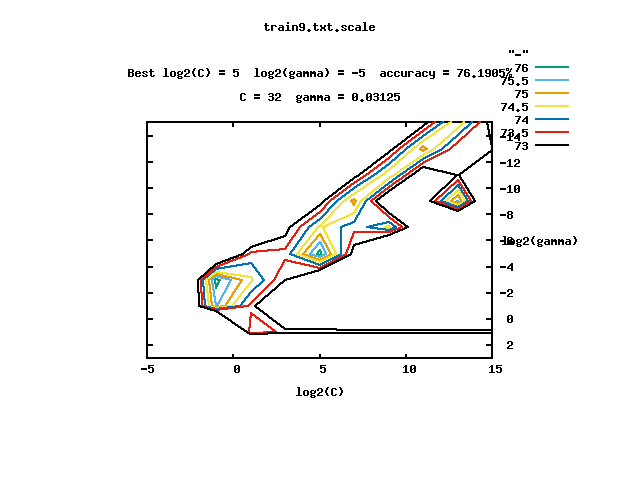 train9.txt.scale
"-"
Best log2(C) = 5 log2(gamma) = -5 accuracy = 76.1905%
C = 32 gamma = 0.03125
76
75.5
75
74.5
74
73.5
73
-14
-12
-10
-8
-6
log2(gamma)
-4
-2
0
2
-5 0 5 10 15
log2(C)